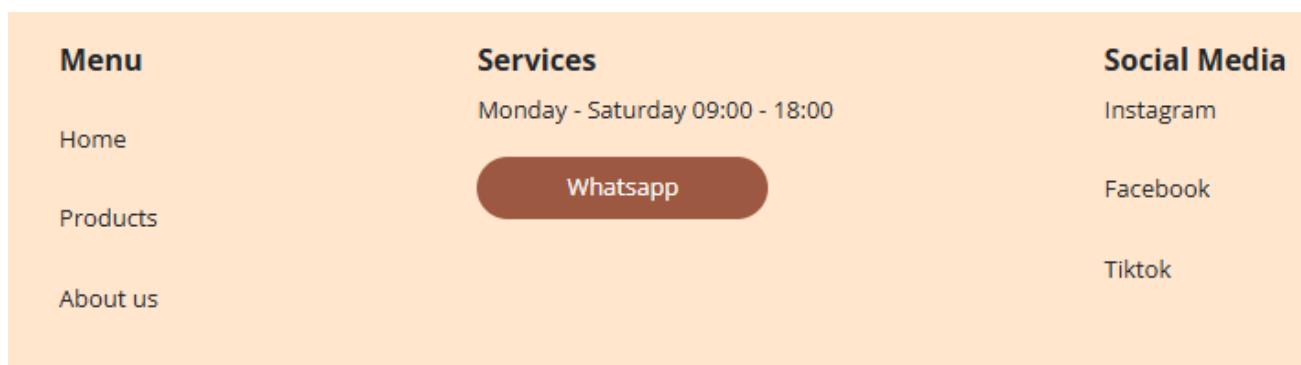 Menu
Home
Products
About us
Services
Monday - Saturday 09:00 - 18:00
Whatsapp
Social Media
Instagram
Facebook
Tiktok